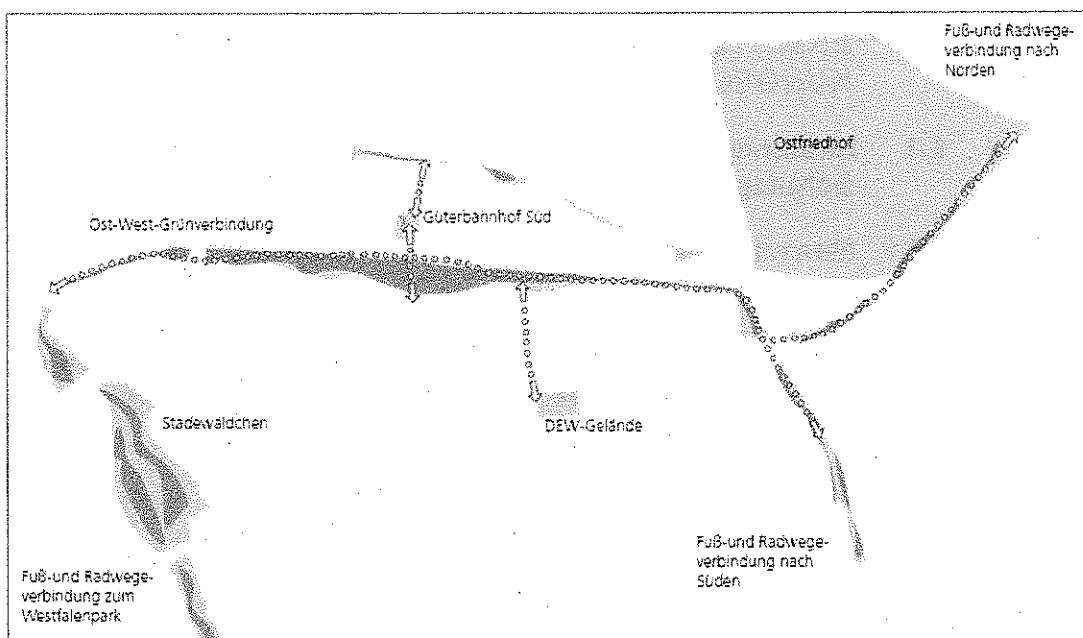 Fuß-und Radwege-
verbindung nach
Norden
Ostfriedhof
Güterbahnhof Süd
Ost-West-Grünverbindung
Stadewäldchen
DEW-Gelände
Fuß-und Radwege-
verbindung nach
Süden
Fuß-und Radwege-
verbindung zum
Westfalenpark